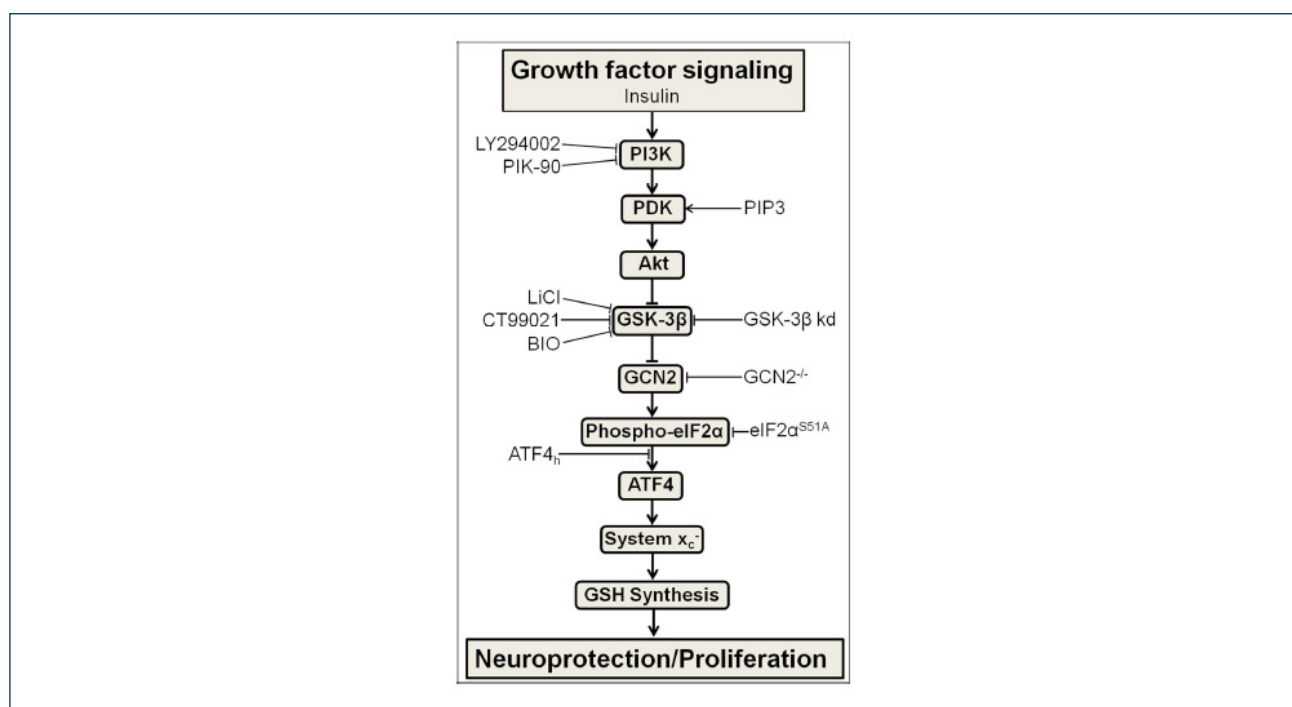 Growth factor signaling
Insulin
LY294002
PIK-90
PI3K
PDK
PIP3
Akt
LiCl
CT99021
BIO
GSK-3β
GSK-3β kd
GCN2
GCN2-/-
Phospho-eIF2α
eIF2αS51A
ATF4h
ATF4
System xc-
GSH Synthesis
Neuroprotection/Proliferation